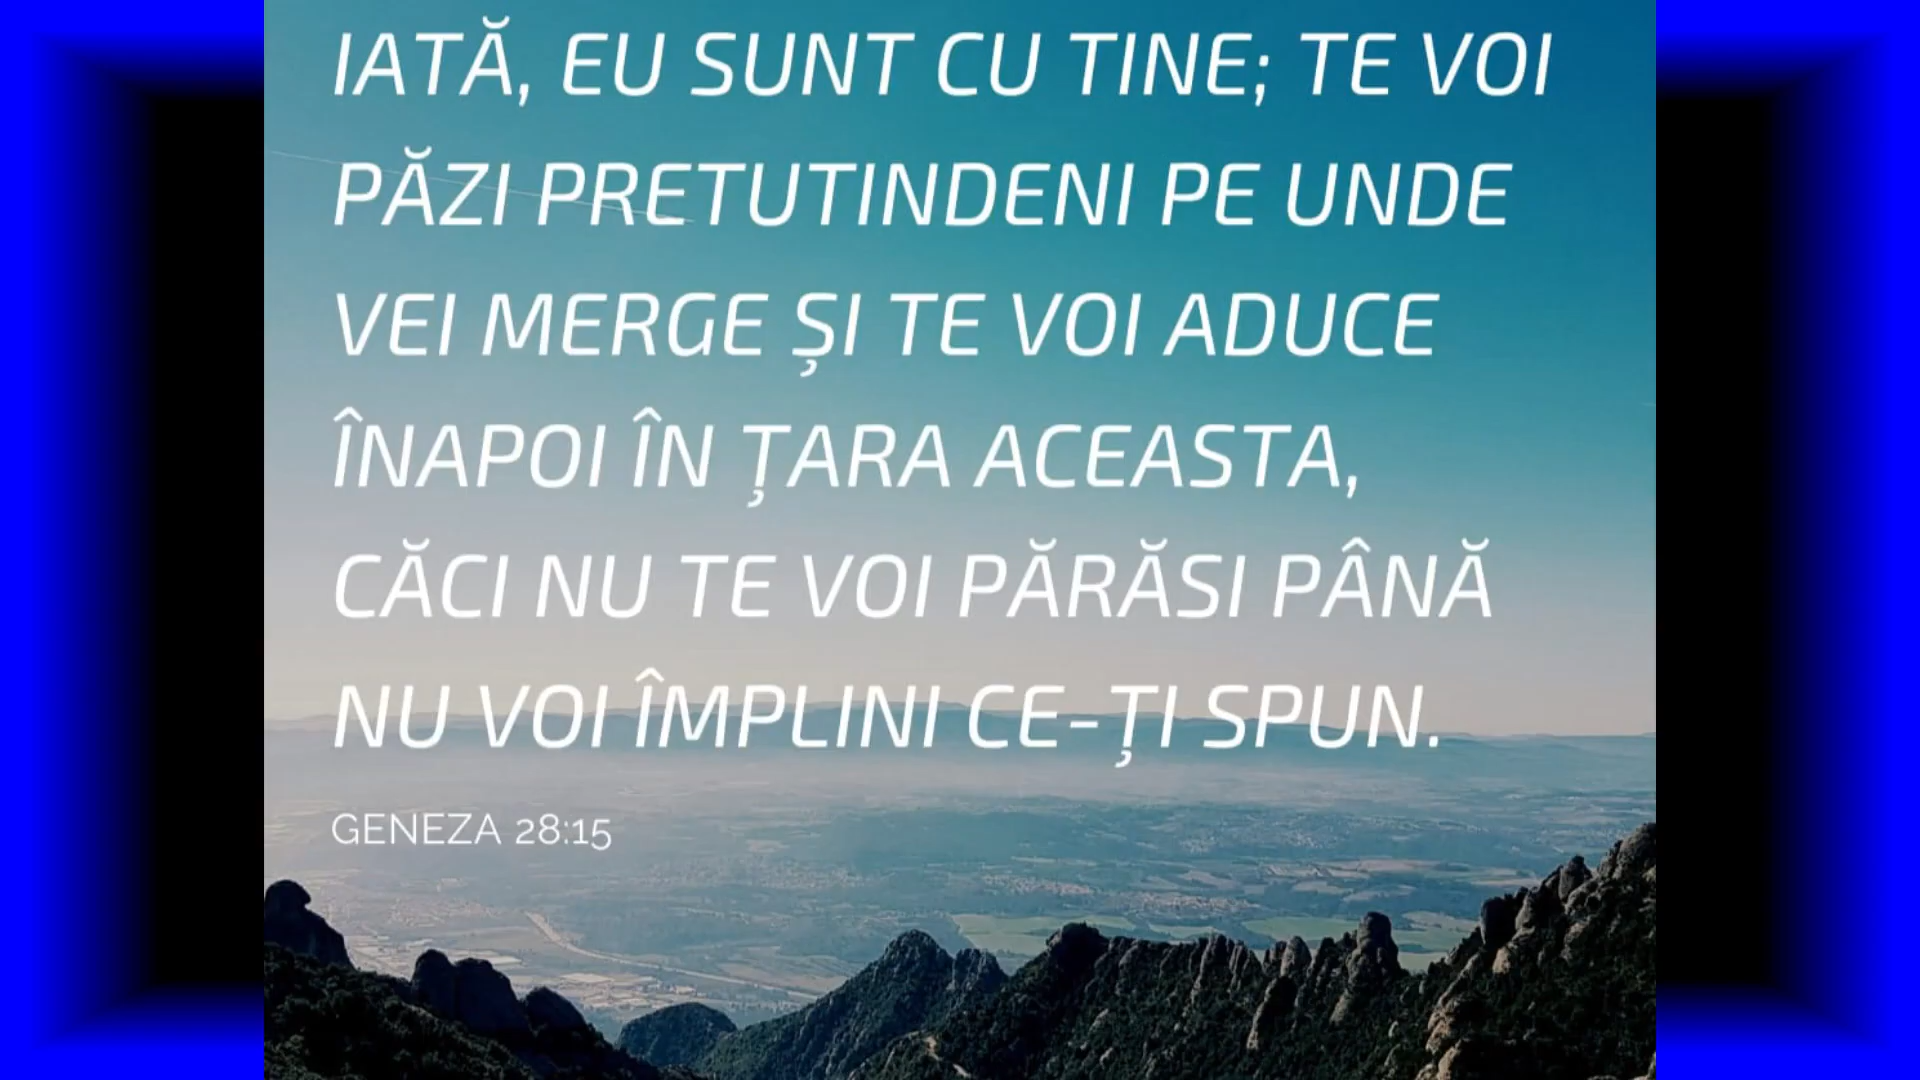 IATĂ, EU SUNT CU TINE; TE VOI
PĂZI PRETUTINDENI PE UNDE
VEI MERGE ȘI TE VOI ADUCE
ÎNAPOI ÎN ȚARA ACEASTA,
CĂCI NU TE VOI PĂRĂSI PÂNĂ
NU VOI ÎMPLINI CE-ȚI SPUN.
GENEZA 28:15